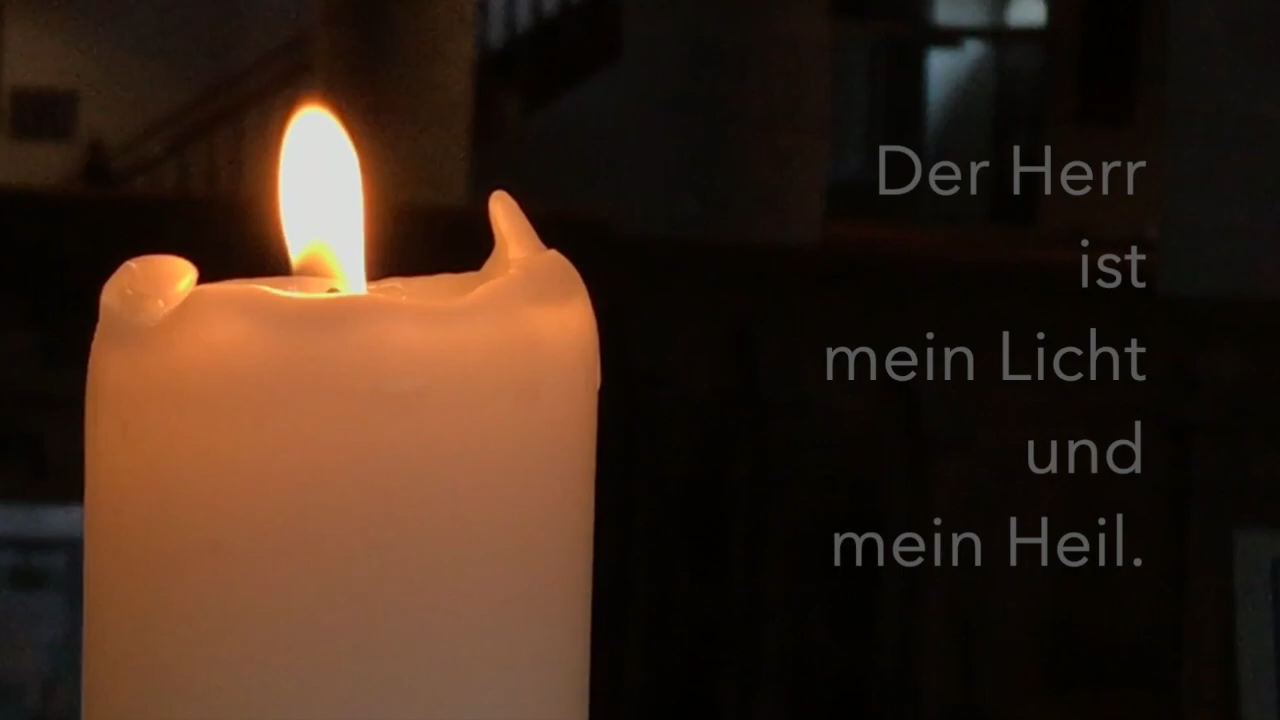 Der Herr
ist
mein Licht
und
mein Heil.